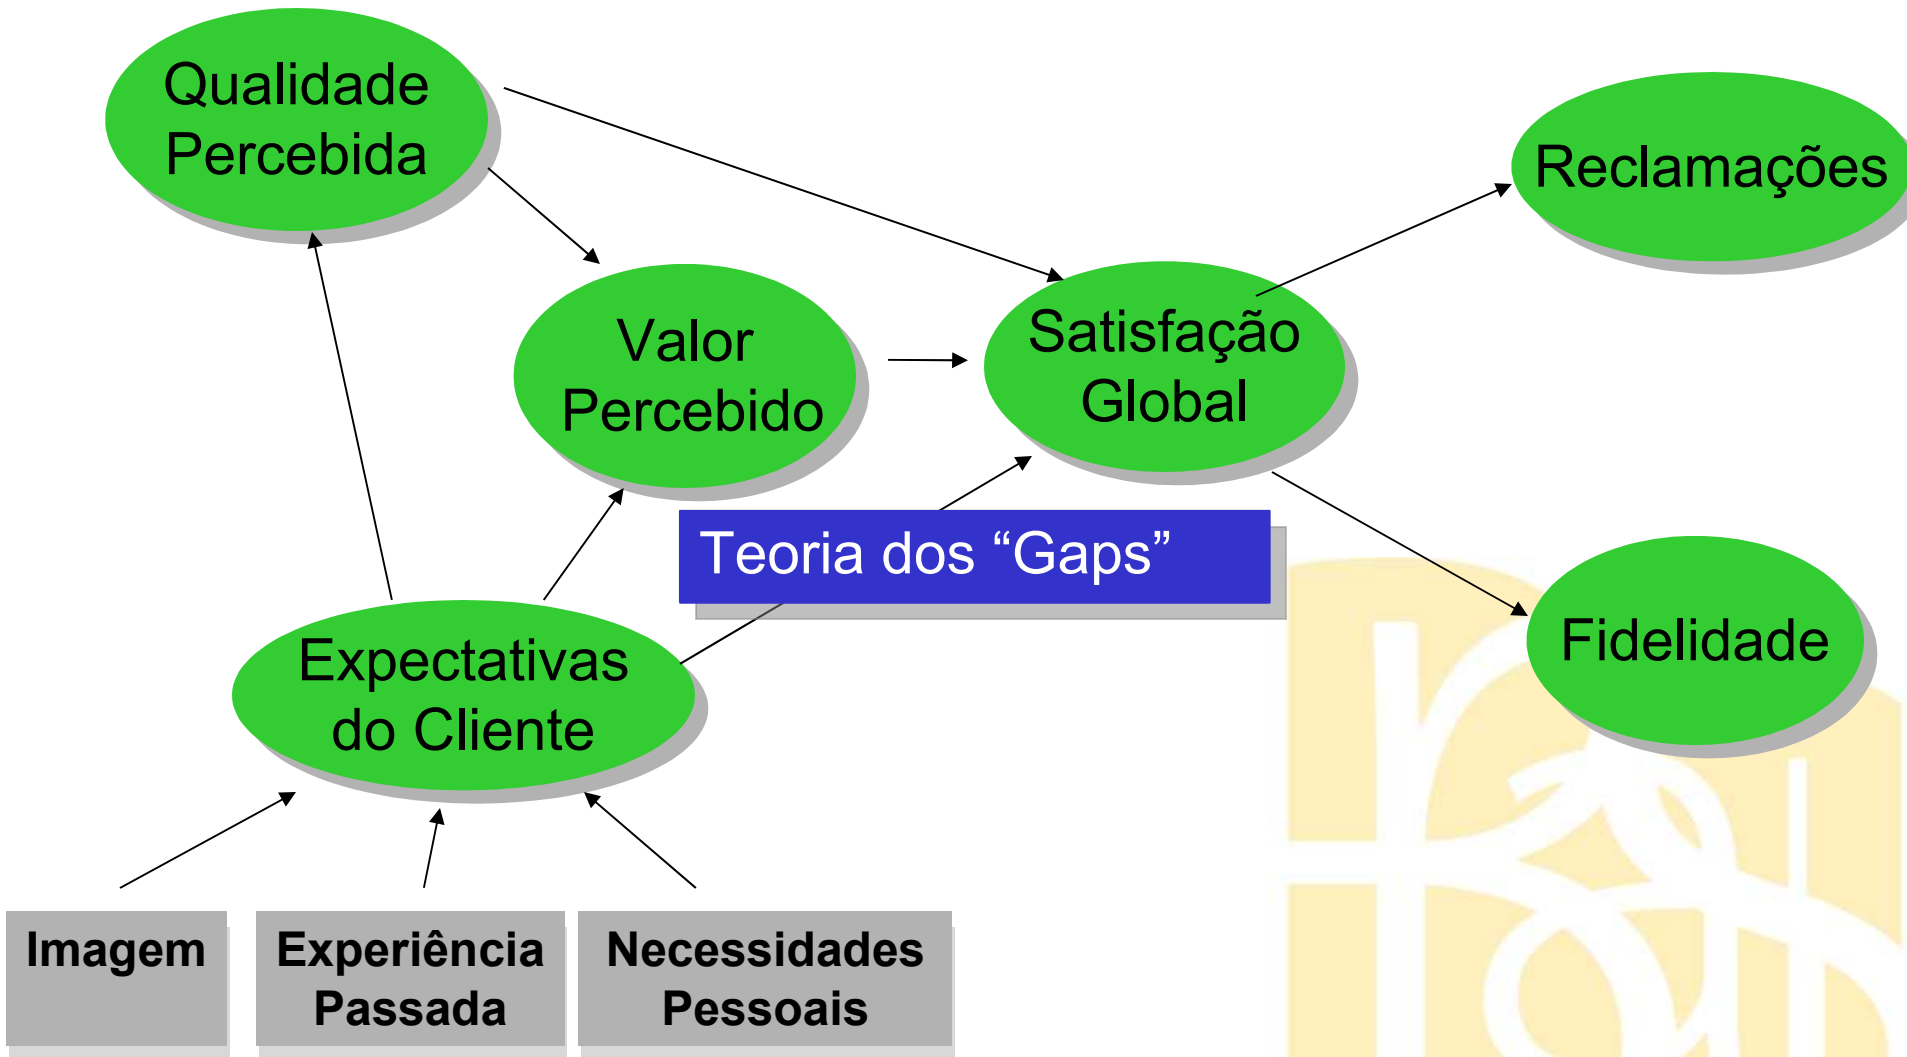 Qualidade
Percebida
Reclamações
Valor
Percebido
Satisfação
Global
Teoria dos “Gaps”
Expectativas
do Cliente
Fidelidade
Imagem
Experiência
Passada
Necessidades
Pessoais